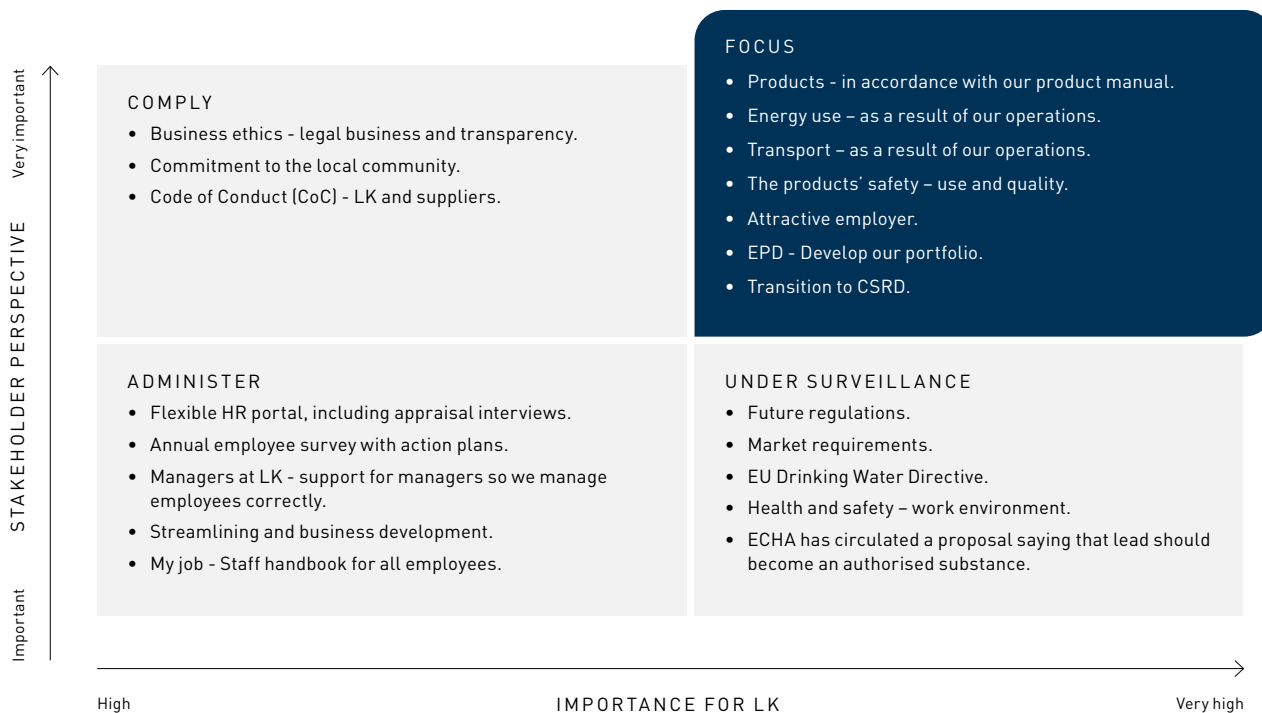 FOCUS
• Products - in accordance with our product manual.
• Energy use – as a result of our operations.
• Transport – as a result of our operations.
• The products' safety – use and quality.
• Attractive employer.
• EPD - Develop our portfolio.
• Transition to CSRD.
COMPLY
• Business ethics - legal business and transparency.
• Commitment to the local community.
• Code of Conduct (CoC) - LK and suppliers.
ADMINISTER
• Flexible HR portal, including appraisal interviews.
• Annual employee survey with action plans.
• Managers at LK - support for managers so we manage
employees correctly.
• Streamlining and business development.
• My job - Staff handbook for all employees.
UNDER SURVEILLANCE
• Future regulations.
• Market requirements.
• EU Drinking Water Directive.
• Health and safety – work environment.
• ECHA has circulated a proposal saying that lead should
become an authorised substance.
Very important
STAKEHOLDER PERSPECTIVE
Important
High
IMPORTANCE FOR LK
Very high